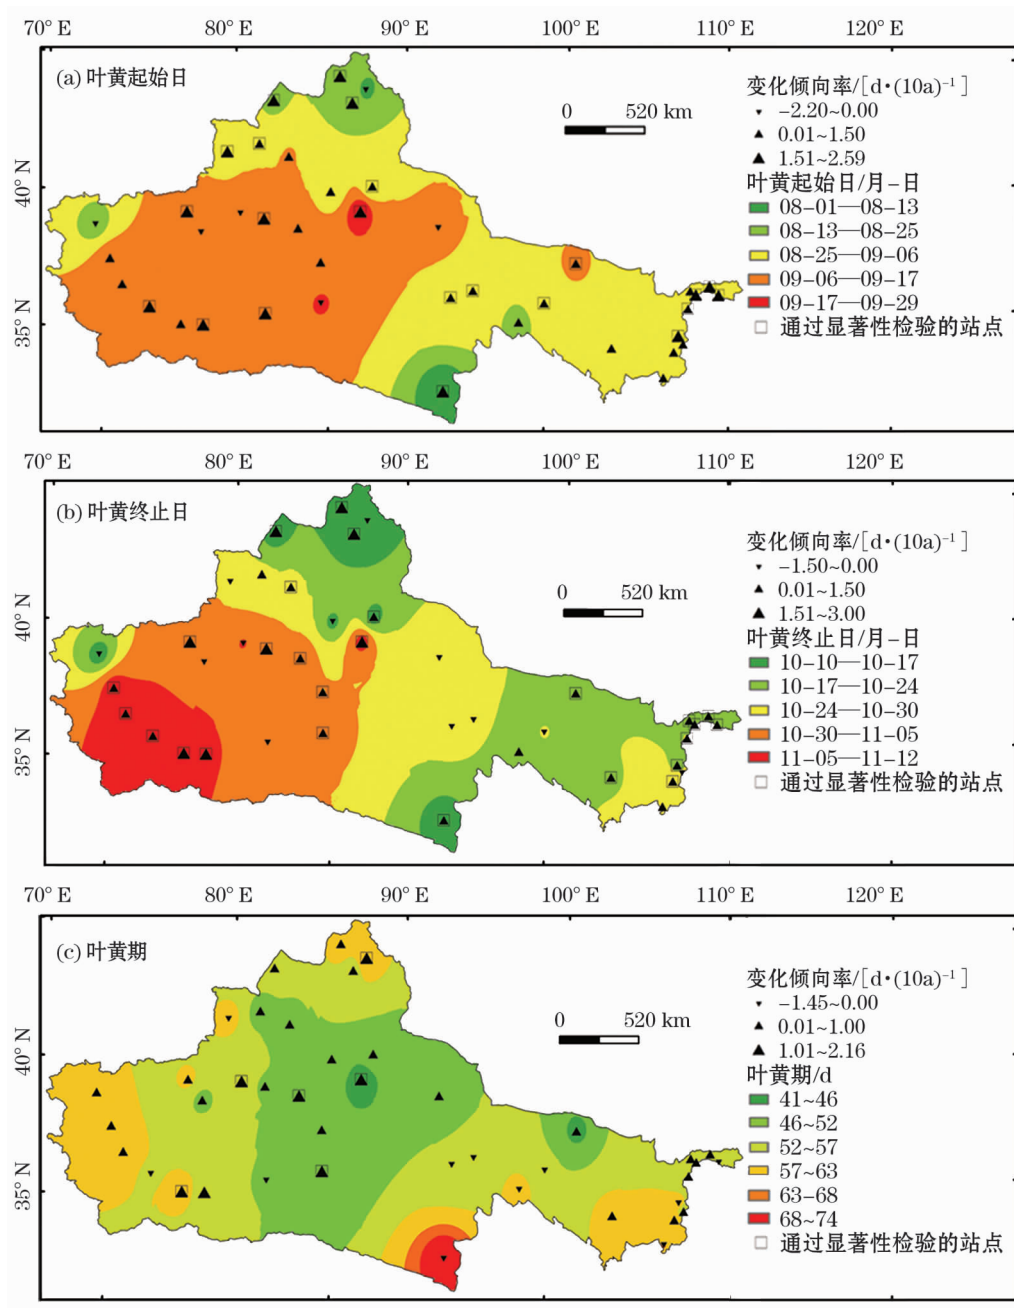 70° E 80° E 90° E 100° E 110° E 120° E
(a) 叶黄起始日
40° N
35° N
0 520 km
变化倾向率/[d·(10a)⁻¹]
−2.20~0.00
0.01~1.50
1.51~2.59
叶黄起始日/月–日
08–01—08–13
08–13—08–25
08–25—09–06
09–06—09–17
09–17—09–29
通过显著性检验的站点
70° E 80° E 90° E 100° E 110° E 120° E
(b) 叶黄终止日
40° N
35° N
0 520 km
变化倾向率/[d·(10a)⁻¹]
−1.50~0.00
0.01~1.50
1.51~3.00
叶黄终止日/月–日
10–10—10–17
10–17—10–24
10–24—10–30
10–30—11–05
11–05—11–12
通过显著性检验的站点
70° E 80° E 90° E 100° E 110° E 120° E
(c) 叶黄期
40° N
35° N
0 520 km
变化倾向率/[d·(10a)⁻¹]
−1.45~0.00
0.01~1.00
1.01~2.16
叶黄期/d
41~46
46~52
52~57
57~63
63–68
68~74
通过显著性检验的站点